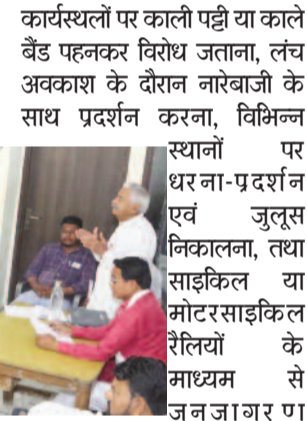 कार्यस्थलों पर काली पट्टी या काले
बैंड पहनकर विरोध जताना, लंच
अवकाश के दौरान नारेबाजी के
साथ प्रदर्शन करना, विभिन्न
स्थानों पर
धरना-प्रदर्शन
एवं जुलूस
निकालना, तथा
साइकिल या
मोटरसाइकिल
रैलियों के
माध्यम से
जनजागरण